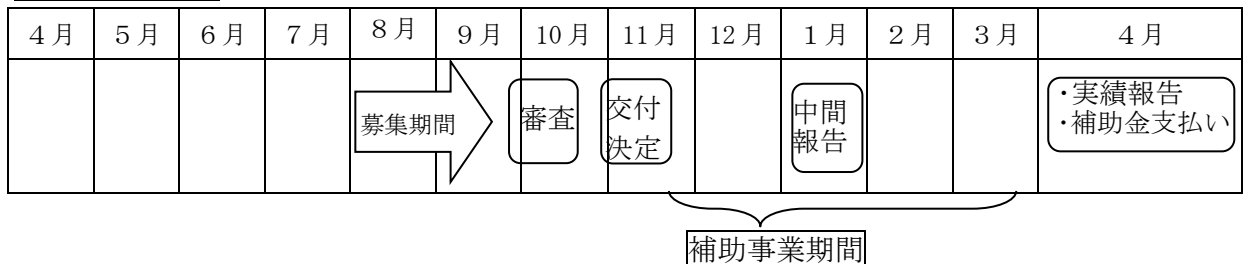 ４月 ５月 ６月 ７月 ８月 ９月 10月 11月 12月 １月 ２月 ３月 ４月
募集期間
審査
交付
決定
中間
報告
・実績報告
・補助金支払い
補助事業期間